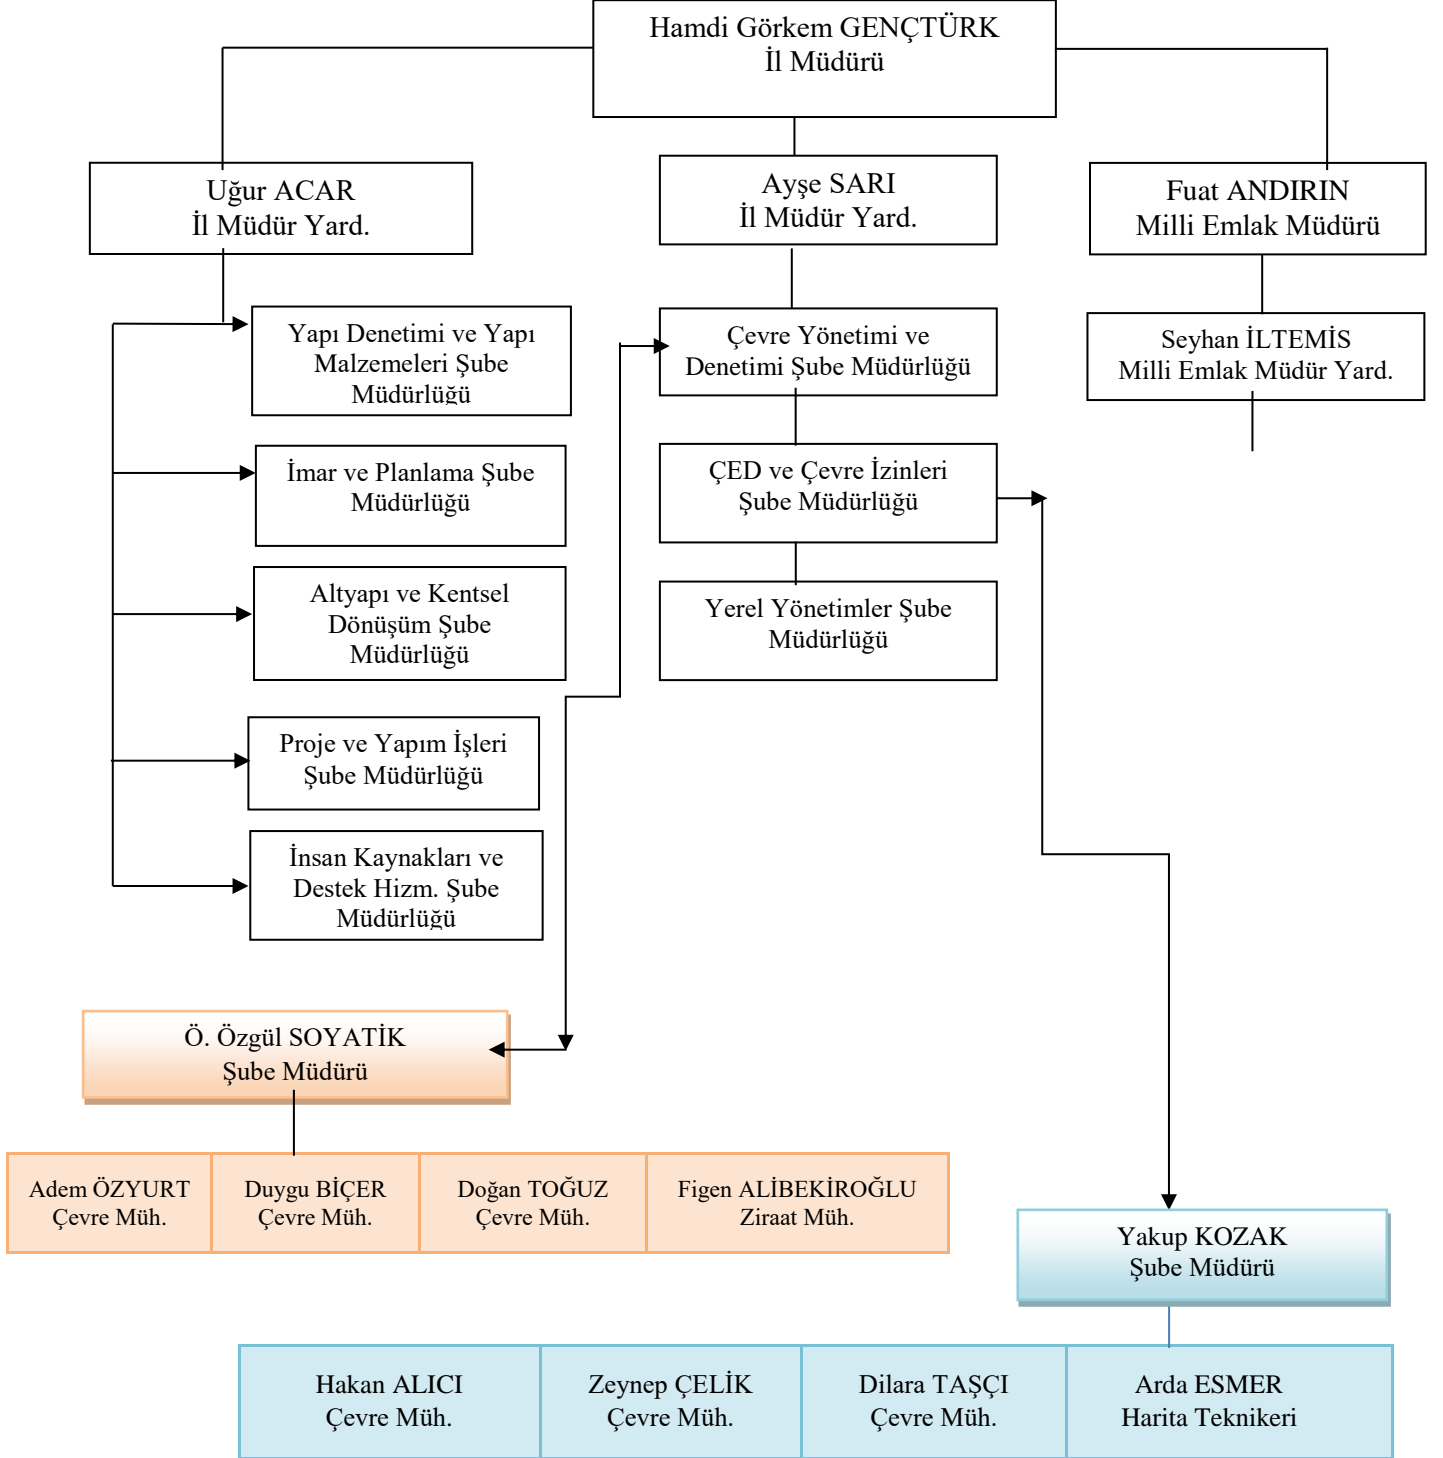 Hamdi Görkem GENÇTÜRK
İl Müdürü
Uğur ACAR
İl Müdür Yard.
Ayşe SARI
İl Müdür Yard.
Fuat ANDIRIN
Milli Emlak Müdürü
Seyhan İLTEMİS
Milli Emlak Müdür Yard.
Yapı Denetimi ve Yapı
Malzemeleri Şube
Müdürlüğü
İmar ve Planlama Şube
Müdürlüğü
Altyapı ve Kentsel
Dönüşüm Şube
Müdürlüğü
Proje ve Yapım İşleri
Şube Müdürlüğü
İnsan Kaynakları ve
Destek Hizm. Şube
Müdürlüğü
Çevre Yönetimi ve
Denetimi Şube Müdürlüğü
ÇED ve Çevre İzinleri
Şube Müdürlüğü
Yerel Yönetimler Şube
Müdürlüğü
Ö. Özgül SOYATİK
Şube Müdürü
Adem ÖZYURT
Çevre Müh.
Duygu BİÇER
Çevre Müh.
Doğan TOĞUZ
Çevre Müh.
Figen ALİBEKİROĞLU
Ziraat Müh.
Yakup KOZAK
Şube Müdürü
Hakan ALICI
Çevre Müh.
Zeynep ÇELİK
Çevre Müh.
Dilara TAŞÇI
Çevre Müh.
Arda ESMER
Harita Teknikeri